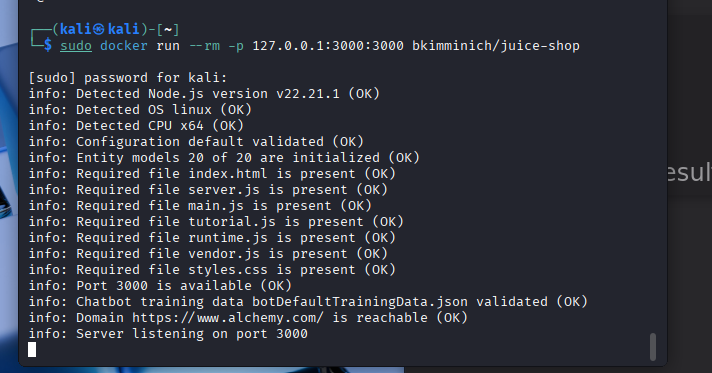 ┌──(kali㉿kali)-[~]
└─$ sudo docker run --rm -p 127.0.0.1:3000:3000 bkimminich/juice-shop
[sudo] password for kali:
info: Detected Node.js version v22.21.1 (OK)
info: Detected OS linux (OK)
info: Detected CPU x64 (OK)
info: Configuration default validated (OK)
info: Entity models 20 of 20 are initialized (OK)
info: Required file index.html is present (OK)
info: Required file server.js is present (OK)
info: Required file main.js is present (OK)
info: Required file tutorial.js is present (OK)
info: Required file runtime.js is present (OK)
info: Required file vendor.js is present (OK)
info: Required file styles.css is present (OK)
info: Port 3000 is available (OK)
info: Chatbot training data botDefaultTrainingData.json validated (OK)
info: Domain https://www.alchemy.com/ is reachable (OK)
info: Server listening on port 3000
esult